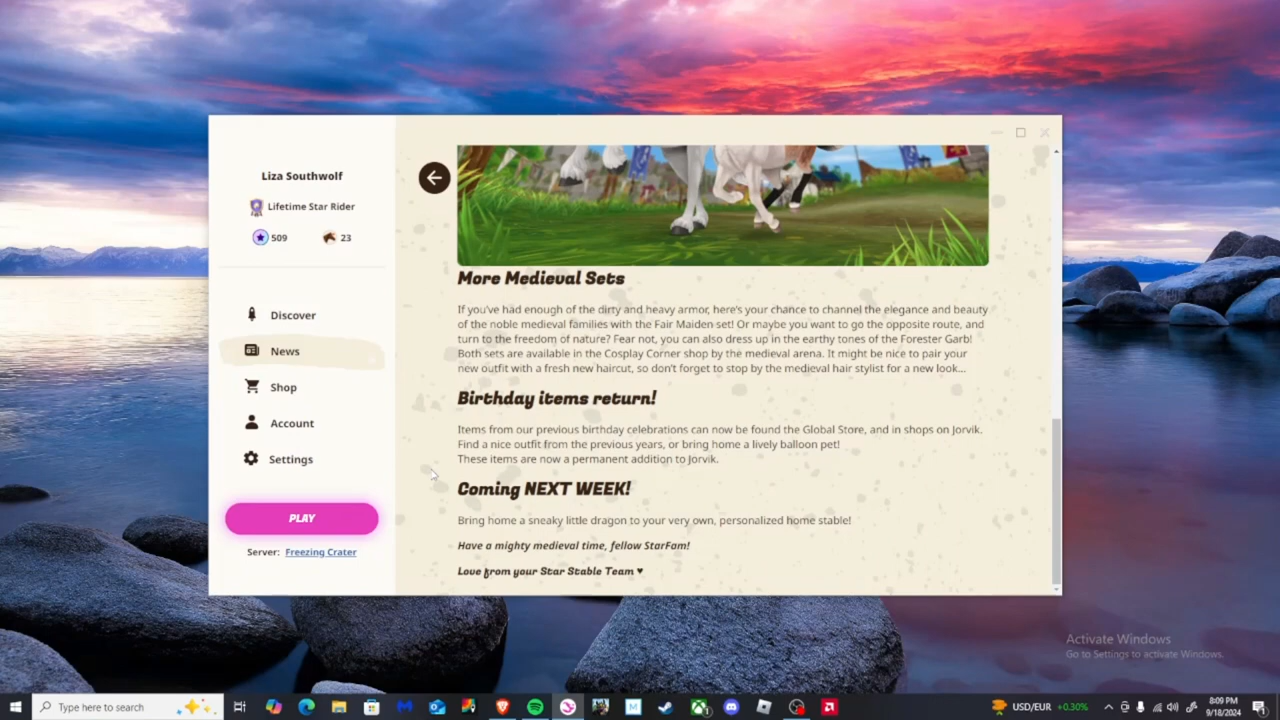 Liza Southwolf
Lifetime Star Rider
509 23
Discover
News
Shop
Account
Settings
PLAY
Server: Freezing Crater
More Medieval Sets
If you've had enough of the dirty and heavy armor, here's your chance to channel the elegance and beauty
of the noble medieval families with the Fair Maiden set! Or maybe you want to go the opposite route, and
turn to the freedom of nature? Fear not, you can also dress up in the earthy tones of the Forester Garb!
Both sets are available in the Cosplay Corner shop by the medieval arena. It might be nice to pair your
new outfit with a fresh new haircut, so don't forget to stop by the medieval hair stylist for a new look...
Birthday items return!
Items from our previous birthday celebrations can now be found the Global Store, and in shops on Jorvik.
Find a nice outfit from the previous years, or bring home a lively balloon pet!
These items are now a permanent addition to Jorvik.
Coming NEXT WEEK!
Bring home a sneaky little dragon to your very own, personalized home stable!
Have a mighty medieval time, fellow StarFam!
Love from your Star Stable Team ♥
Activate Windows
Go to Settings to activate Windows.
Type here to search
USD/EUR +0.30%
8:09 PM
9/18/2024